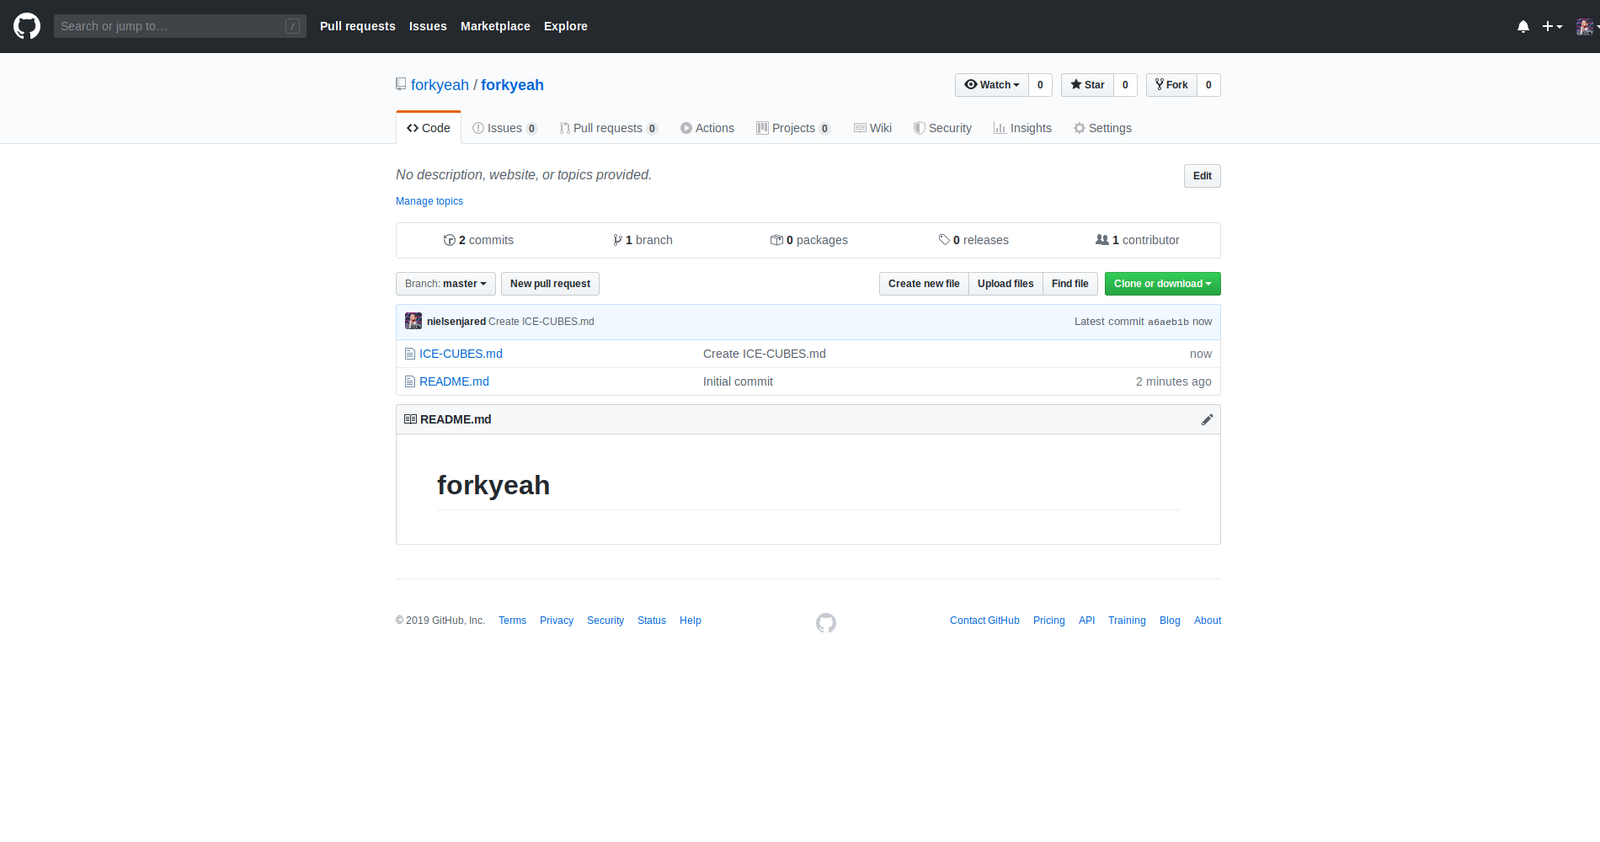 Search or jump to… /
Pull requests Issues Marketplace Explore
forkyeah / forkyeah
Watch 0 Star 0 Fork 0
Code Issues 0 Pull requests 0 Actions Projects 0 Wiki Security Insights Settings
No description, website, or topics provided.
Edit
Manage topics
2 commits 1 branch 0 packages 0 releases 1 contributor
Branch: master New pull request Create new file Upload files Find file Clone or download
nielsenjared Create ICE-CUBES.md Latest commit a6aeb1b now
ICE-CUBES.md Create ICE-CUBES.md now
README.md Initial commit 2 minutes ago
README.md
forkyeah
© 2019 GitHub, Inc. Terms Privacy Security Status Help Contact GitHub Pricing API Training Blog About